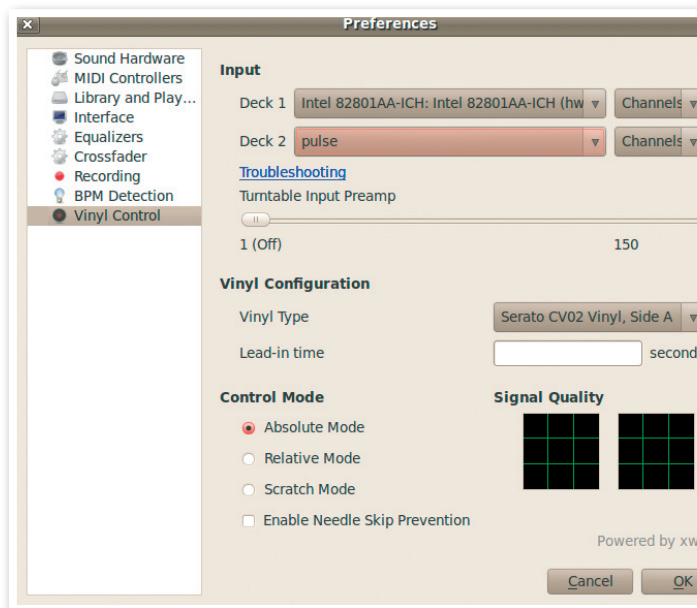 Preferences
Sound Hardware
MIDI Controllers
Library and Play...
Interface
Equalizers
Crossfader
Recording
BPM Detection
Vinyl Control
Input
Deck 1 Intel 82801AA-ICH: Intel 82801AA-ICH (hw Channels
Deck 2 pulse Channels
Troubleshooting
Turntable Input Preamp
1 (Off) 150
Vinyl Configuration
Vinyl Type Serato CV02 Vinyl, Side A
Lead-in time second
Control Mode Signal Quality
Absolute Mode
Relative Mode
Scratch Mode
Enable Needle Skip Prevention
Powered by xw
Cancel OK